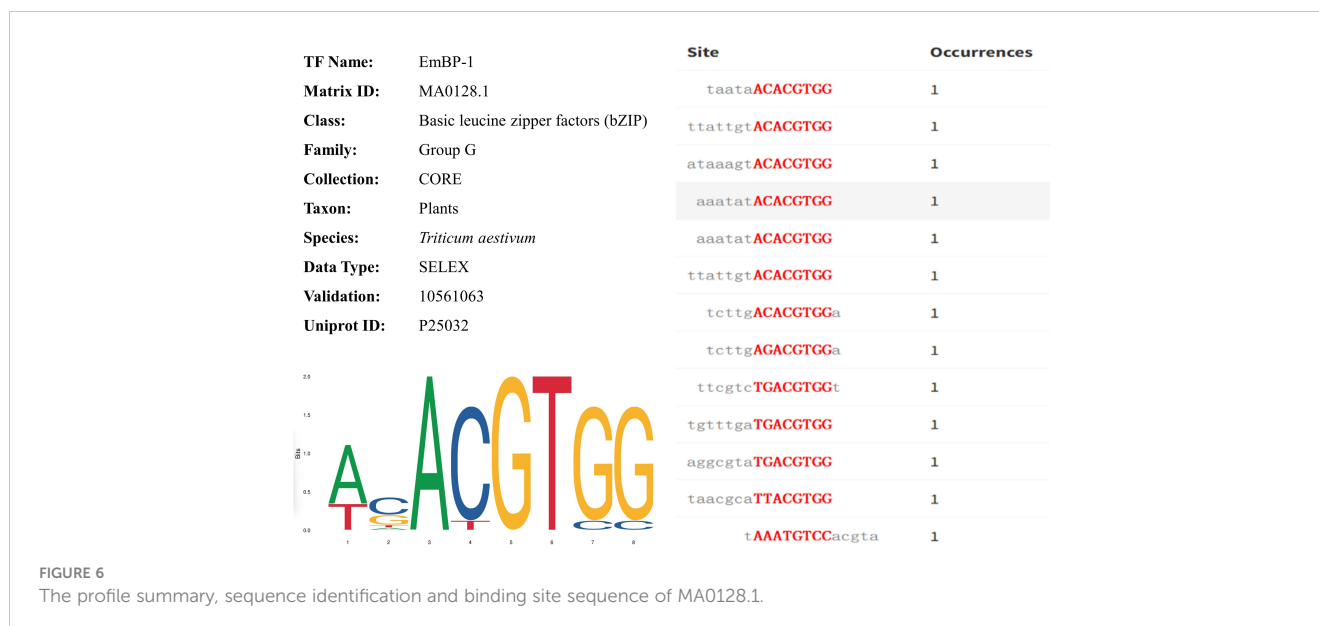 TF Name: EmBP-1
Matrix ID: MA0128.1
Class: Basic leucine zipper factors (bZIP)
Family: Group G
Collection: CORE
Taxon: Plants
Species: Triticum aestivum
Data Type: SELEX
Validation: 10561063
Uniprot ID: P25032
2.0
1.5
1.0
0.5
0.0
Bits
A C A C G T G G
T G T C C
1 2 3 4 5 6 7 8
Site Occurrences
taataACACGTGG 1
ttattgtACACGTGG 1
ataaagtACACGTGG 1
aaatatACACGTGG 1
aaatatACACGTGG 1
ttattgtACACGTGG 1
tcttgACACGTGGa 1
tcttgAGACGTGGa 1
ttcgtcTGACGTGGt 1
tgtttgaTGACGTGG 1
aggcgtaTGACGTGG 1
taacgcaTTACGTGG 1
tAAATGTCCacgta 1
FIGURE 6
The profile summary, sequence identification and binding site sequence of MA0128.1.